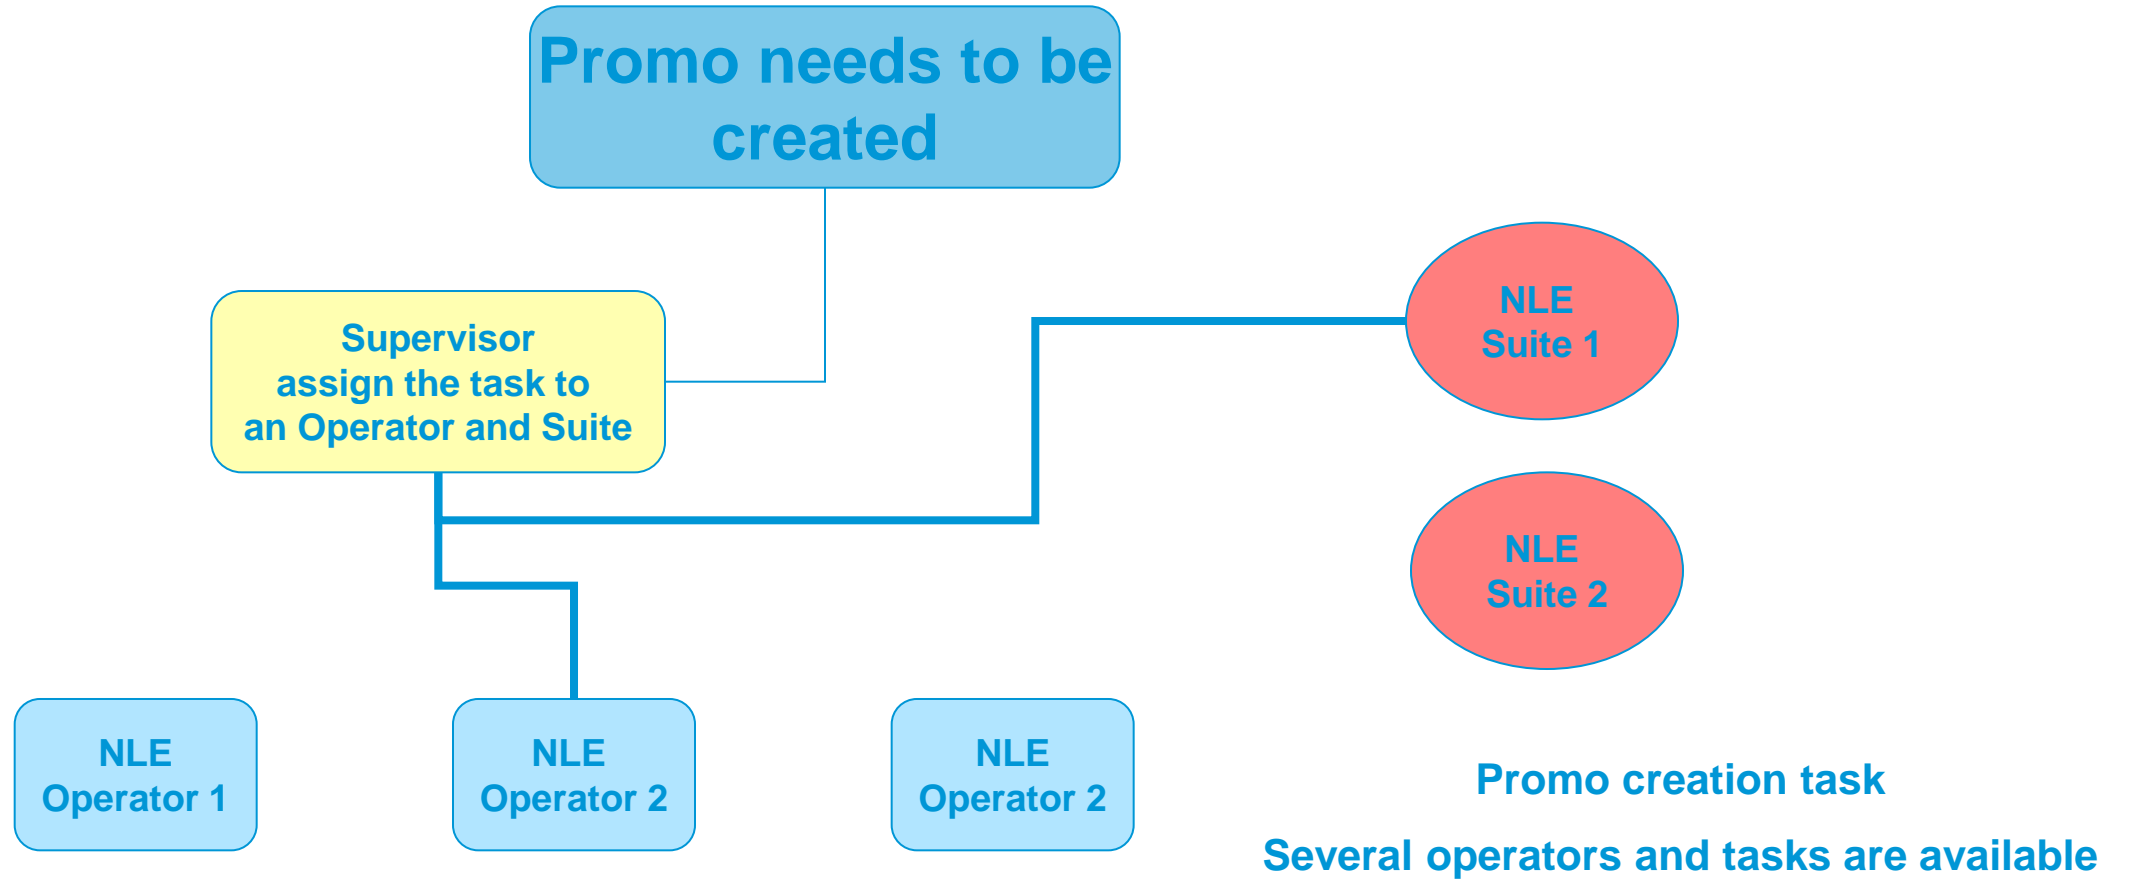 Promo needs to be
created
NLE
Suite 1
Supervisor
assign the task to
an Operator and Suite
NLE
Suite 2
NLE
Operator 1
NLE
Operator 2
NLE
Operator 2
Promo creation task
Several operators and tasks are available